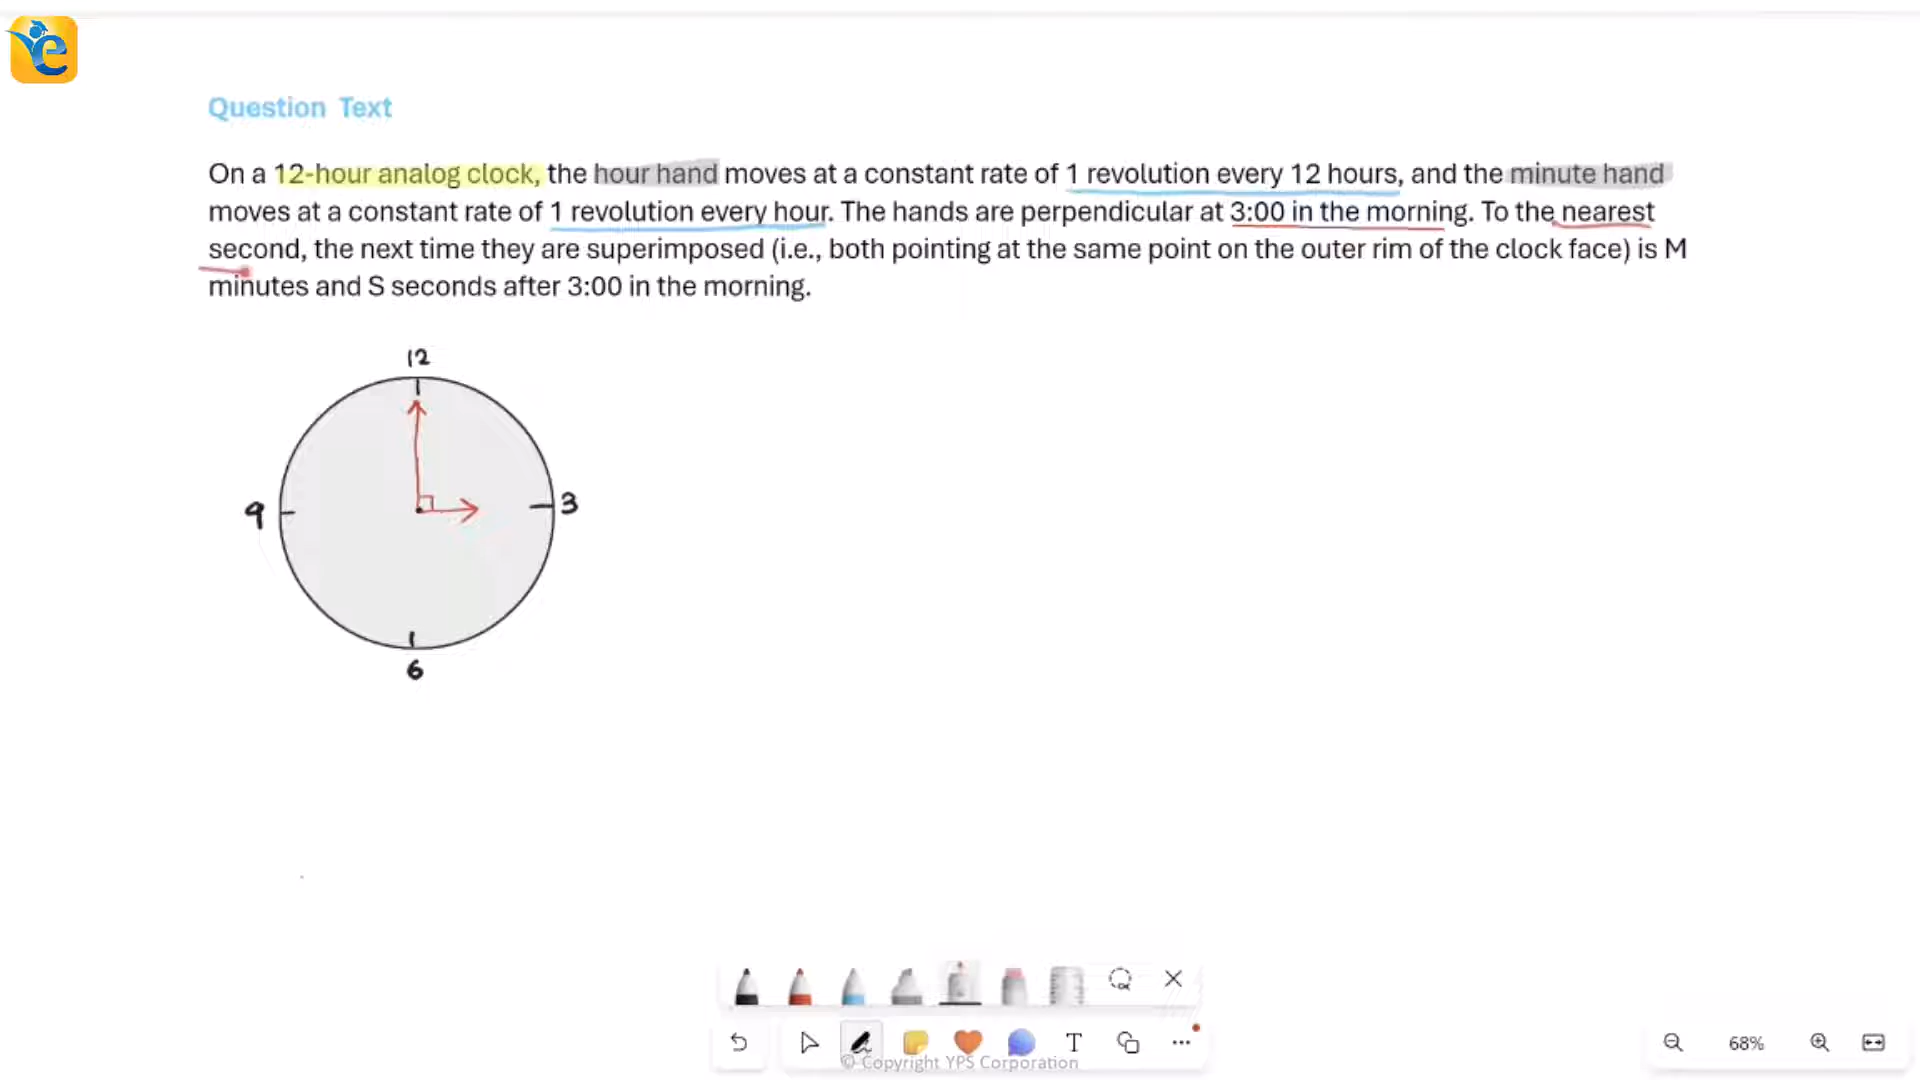 e
Question Text
On a 12-hour analog clock, the hour hand moves at a constant rate of 1 revolution every 12 hours, and the minute hand
moves at a constant rate of 1 revolution every hour. The hands are perpendicular at 3:00 in the morning. To the nearest
second, the next time they are superimposed (i.e., both pointing at the same point on the outer rim of the clock face) is M
minutes and S seconds after 3:00 in the morning.
12
9
3
6
T
68%
© Copyright YPS Corporation